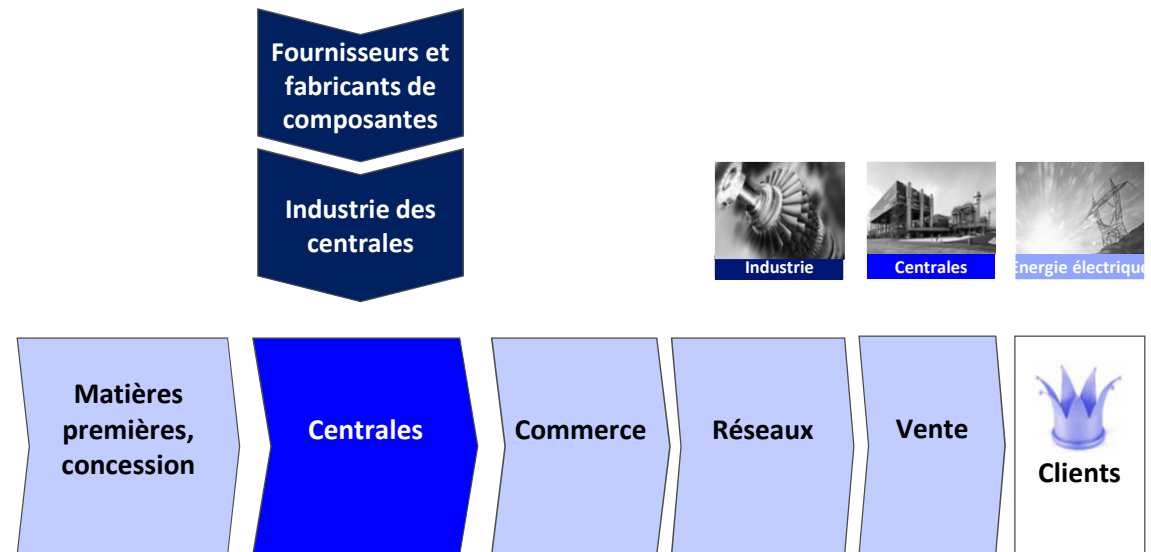 Fournisseurs et
fabricants de
composantes
Industrie des
centrales
Industrie
Centrales
Energie électrique
Matières
premières,
concession
Centrales
Commerce
Réseaux
Vente
Clients